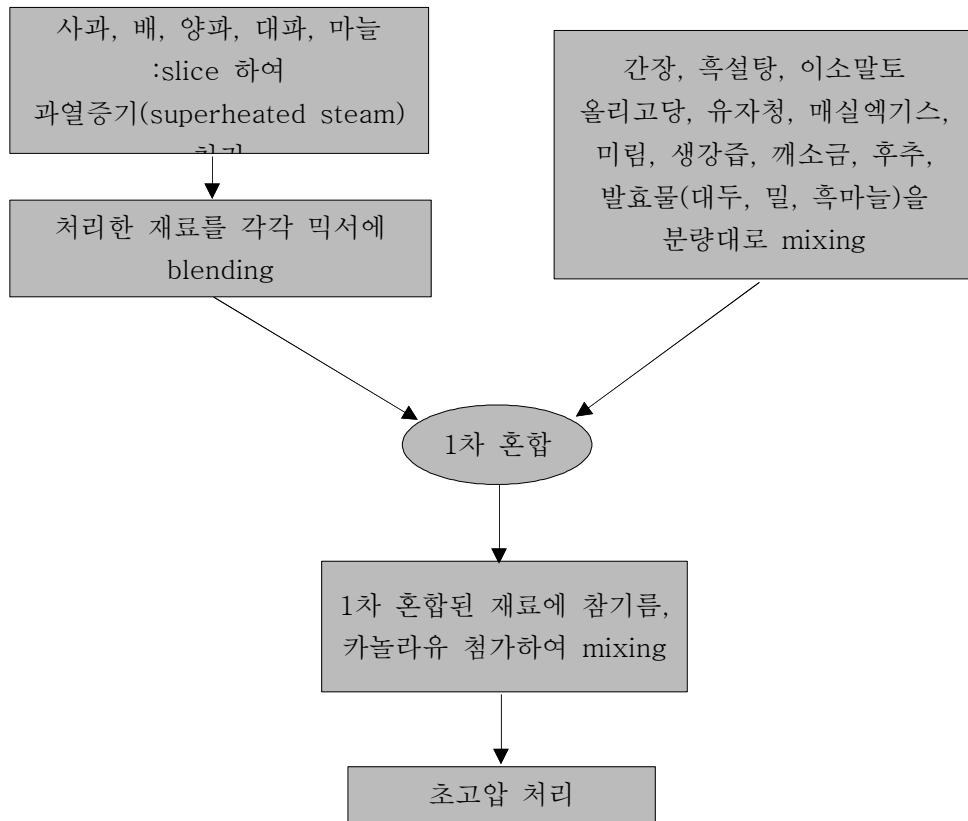 사과, 배, 양파, 대파, 마늘
:slice 하여
과열증기(superheated steam)
처리한 재료를 각각 믹서에
blending
간장, 흑설탕, 이소말토
올리고당, 유자청, 매실엑기스,
미림, 생강즙, 깨소금, 후추,
발효물(대두, 밀, 흑마늘)을
분량대로 mixing
1차 혼합
1차 혼합된 재료에 참기름,
카놀라유 첨가하여 mixing
초고압 처리